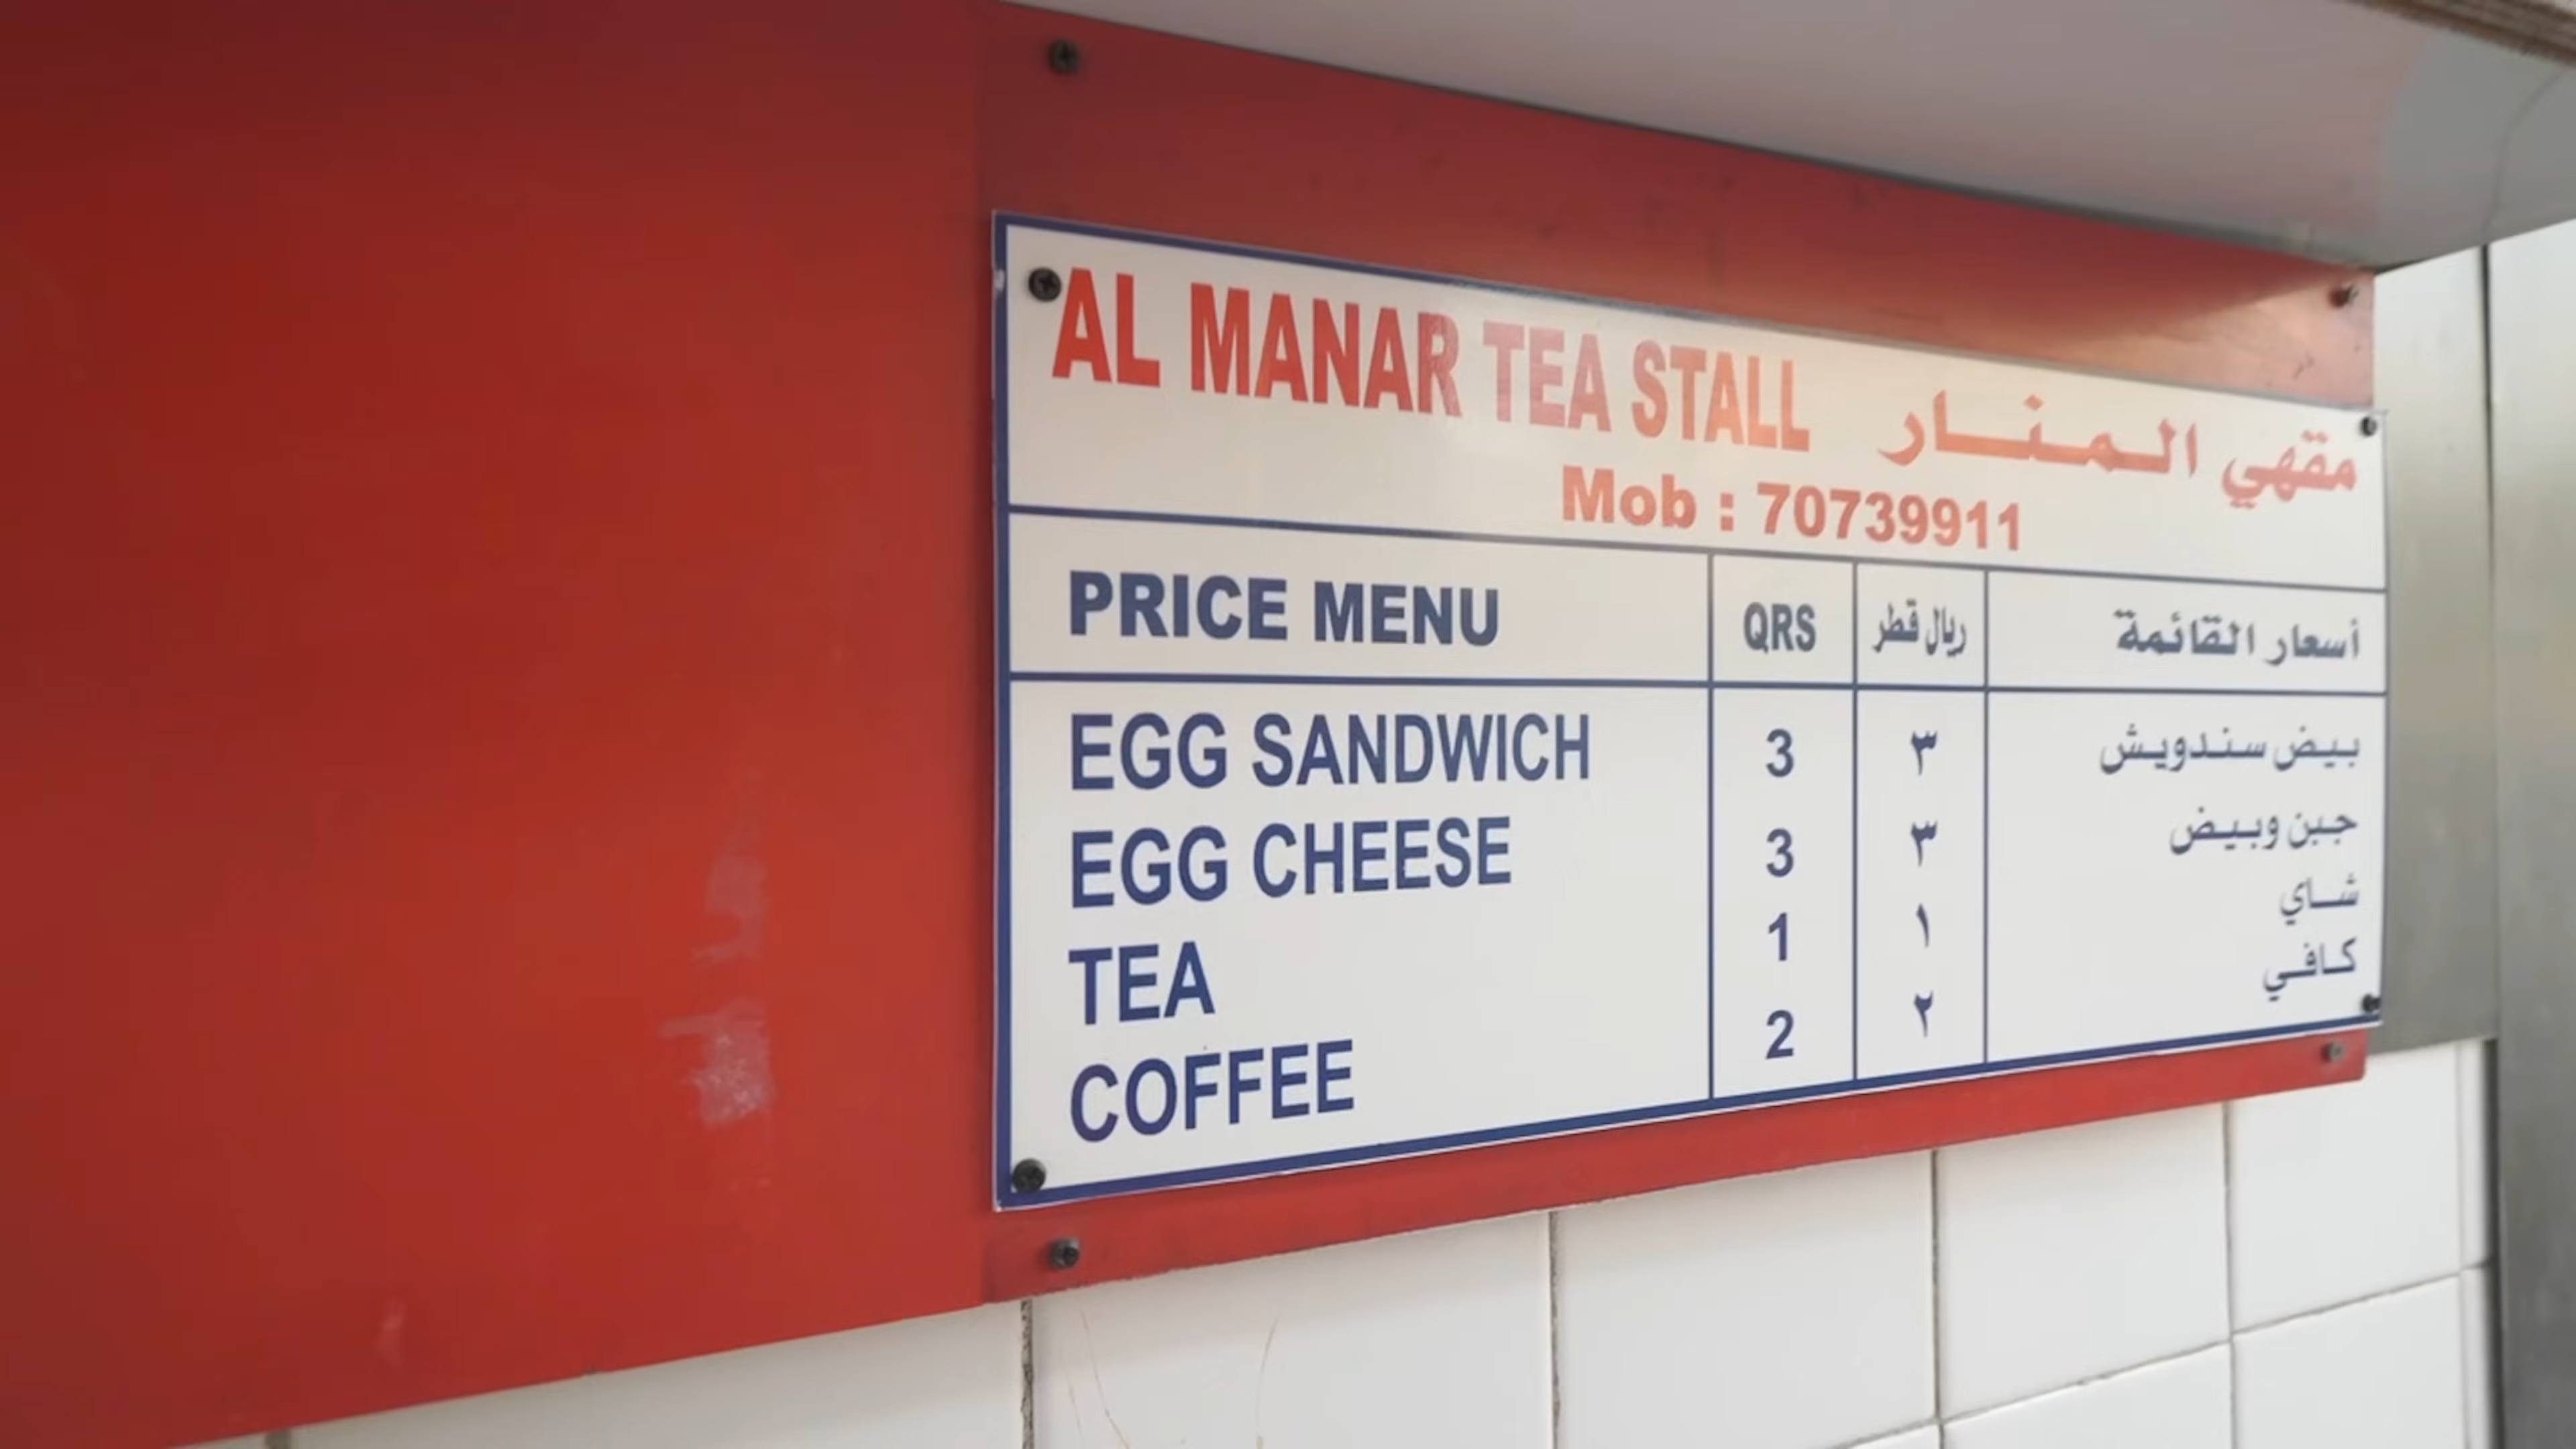 AL MANAR TEA STALL مقهي المنار
Mob : 70739911
PRICE MENU QRS ريال قطر أسعار القائمة
EGG SANDWICH 3 ٣ بيض سندويش
EGG CHEESE 3 ٣ جبن وبيض
TEA 1 ١ شاي
COFFEE 2 ٢ كافي